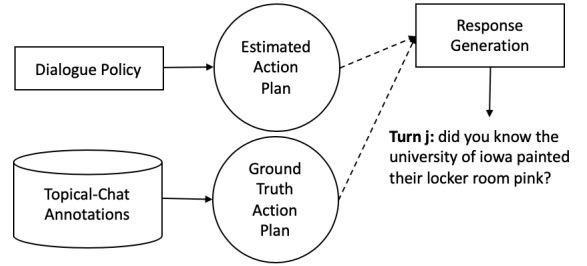 Dialogue Policy
Estimated
Action
Plan
Response
Generation
Turn j: did you know the
university of iowa painted
their locker room pink?
Topical-Chat
Annotations
Ground
Truth
Action
Plan